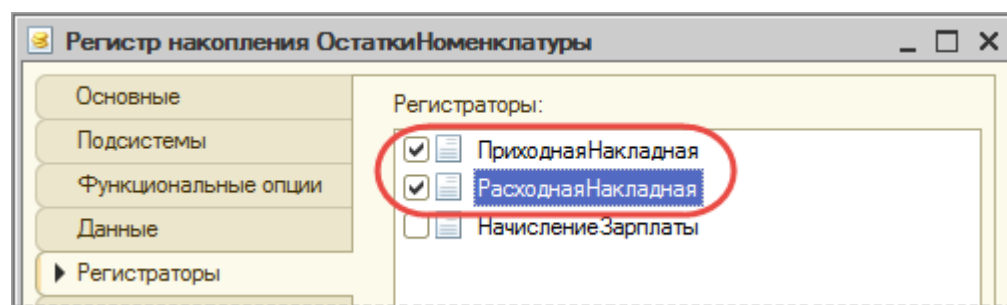 Регистр накопления ОстаткиНоменклатуры
Основные
Подсистемы
Функциональные опции
Данные
Регистраторы
Регистраторы:
ПриходнаяНакладная
РасходнаяНакладная
НачислениеЗарплаты